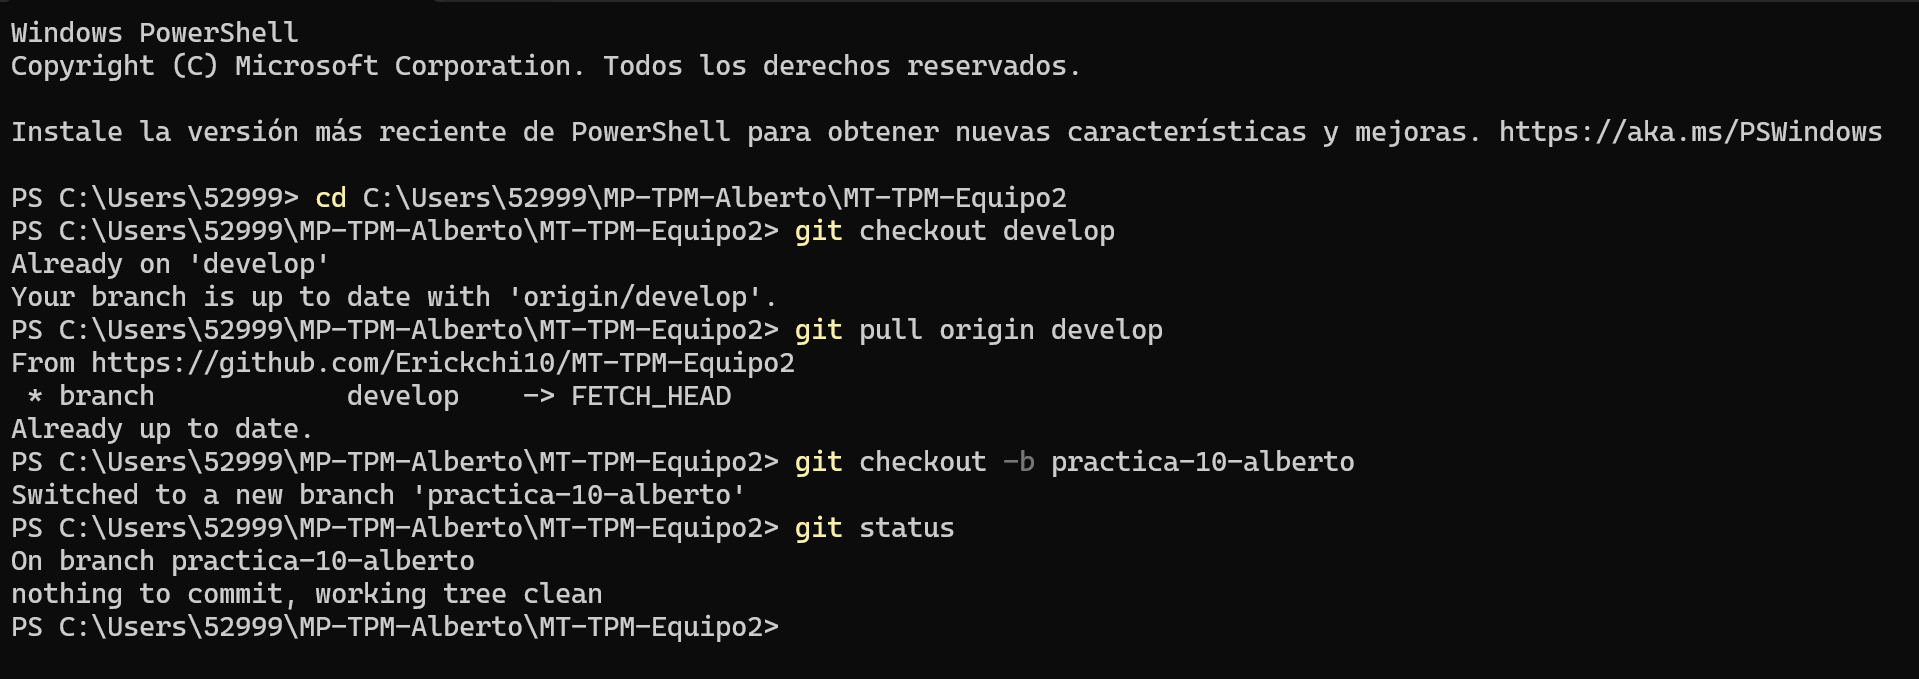 Windows PowerShell
Copyright (C) Microsoft Corporation. Todos los derechos reservados.
Instale la versión más reciente de PowerShell para obtener nuevas características y mejoras. https://aka.ms/PSWindows
PS C:\Users\52999> cd C:\Users\52999\MP-TPM-Alberto\MT-TPM-Equipo2
PS C:\Users\52999\MP-TPM-Alberto\MT-TPM-Equipo2> git checkout develop
Already on 'develop'
Your branch is up to date with 'origin/develop'.
PS C:\Users\52999\MP-TPM-Alberto\MT-TPM-Equipo2> git pull origin develop
From https://github.com/Erickchi10/MT-TPM-Equipo2
 * branch            develop    -> FETCH_HEAD
Already up to date.
PS C:\Users\52999\MP-TPM-Alberto\MT-TPM-Equipo2> git checkout -b practica-10-alberto
Switched to a new branch 'practica-10-alberto'
PS C:\Users\52999\MP-TPM-Alberto\MT-TPM-Equipo2> git status
On branch practica-10-alberto
nothing to commit, working tree clean
PS C:\Users\52999\MP-TPM-Alberto\MT-TPM-Equipo2>